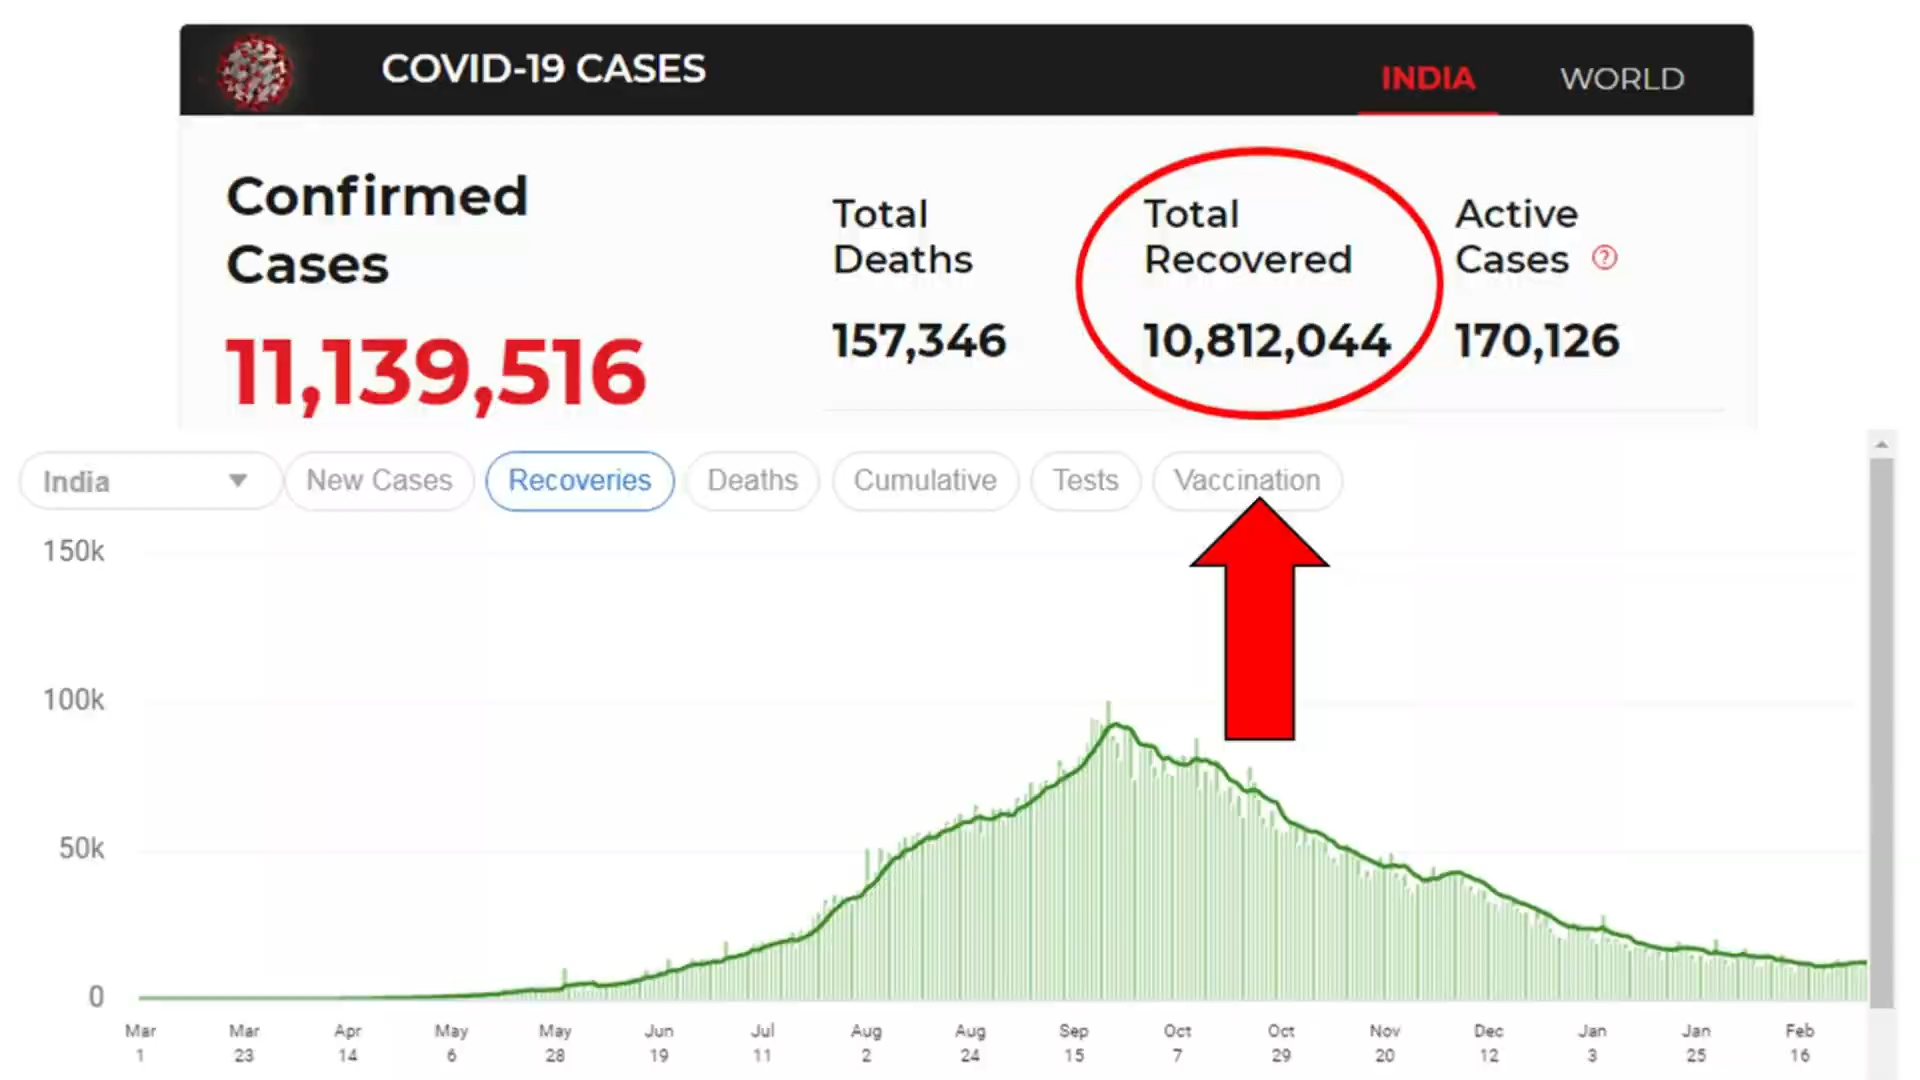 COVID-19 CASES
INDIA
WORLD
Confirmed
Cases
11,139,516
Total
Deaths
157,346
Total
Recovered
10,812,044
Active
Cases ?
170,126
India
New Cases
Recoveries
Deaths
Cumulative
Tests
Vaccination
150k
100k
50k
0
Mar
1
Mar
23
Apr
14
May
6
May
28
Jun
19
Jul
11
Aug
2
Aug
24
Sep
15
Oct
7
Oct
29
Nov
20
Dec
12
Jan
3
Jan
25
Feb
16